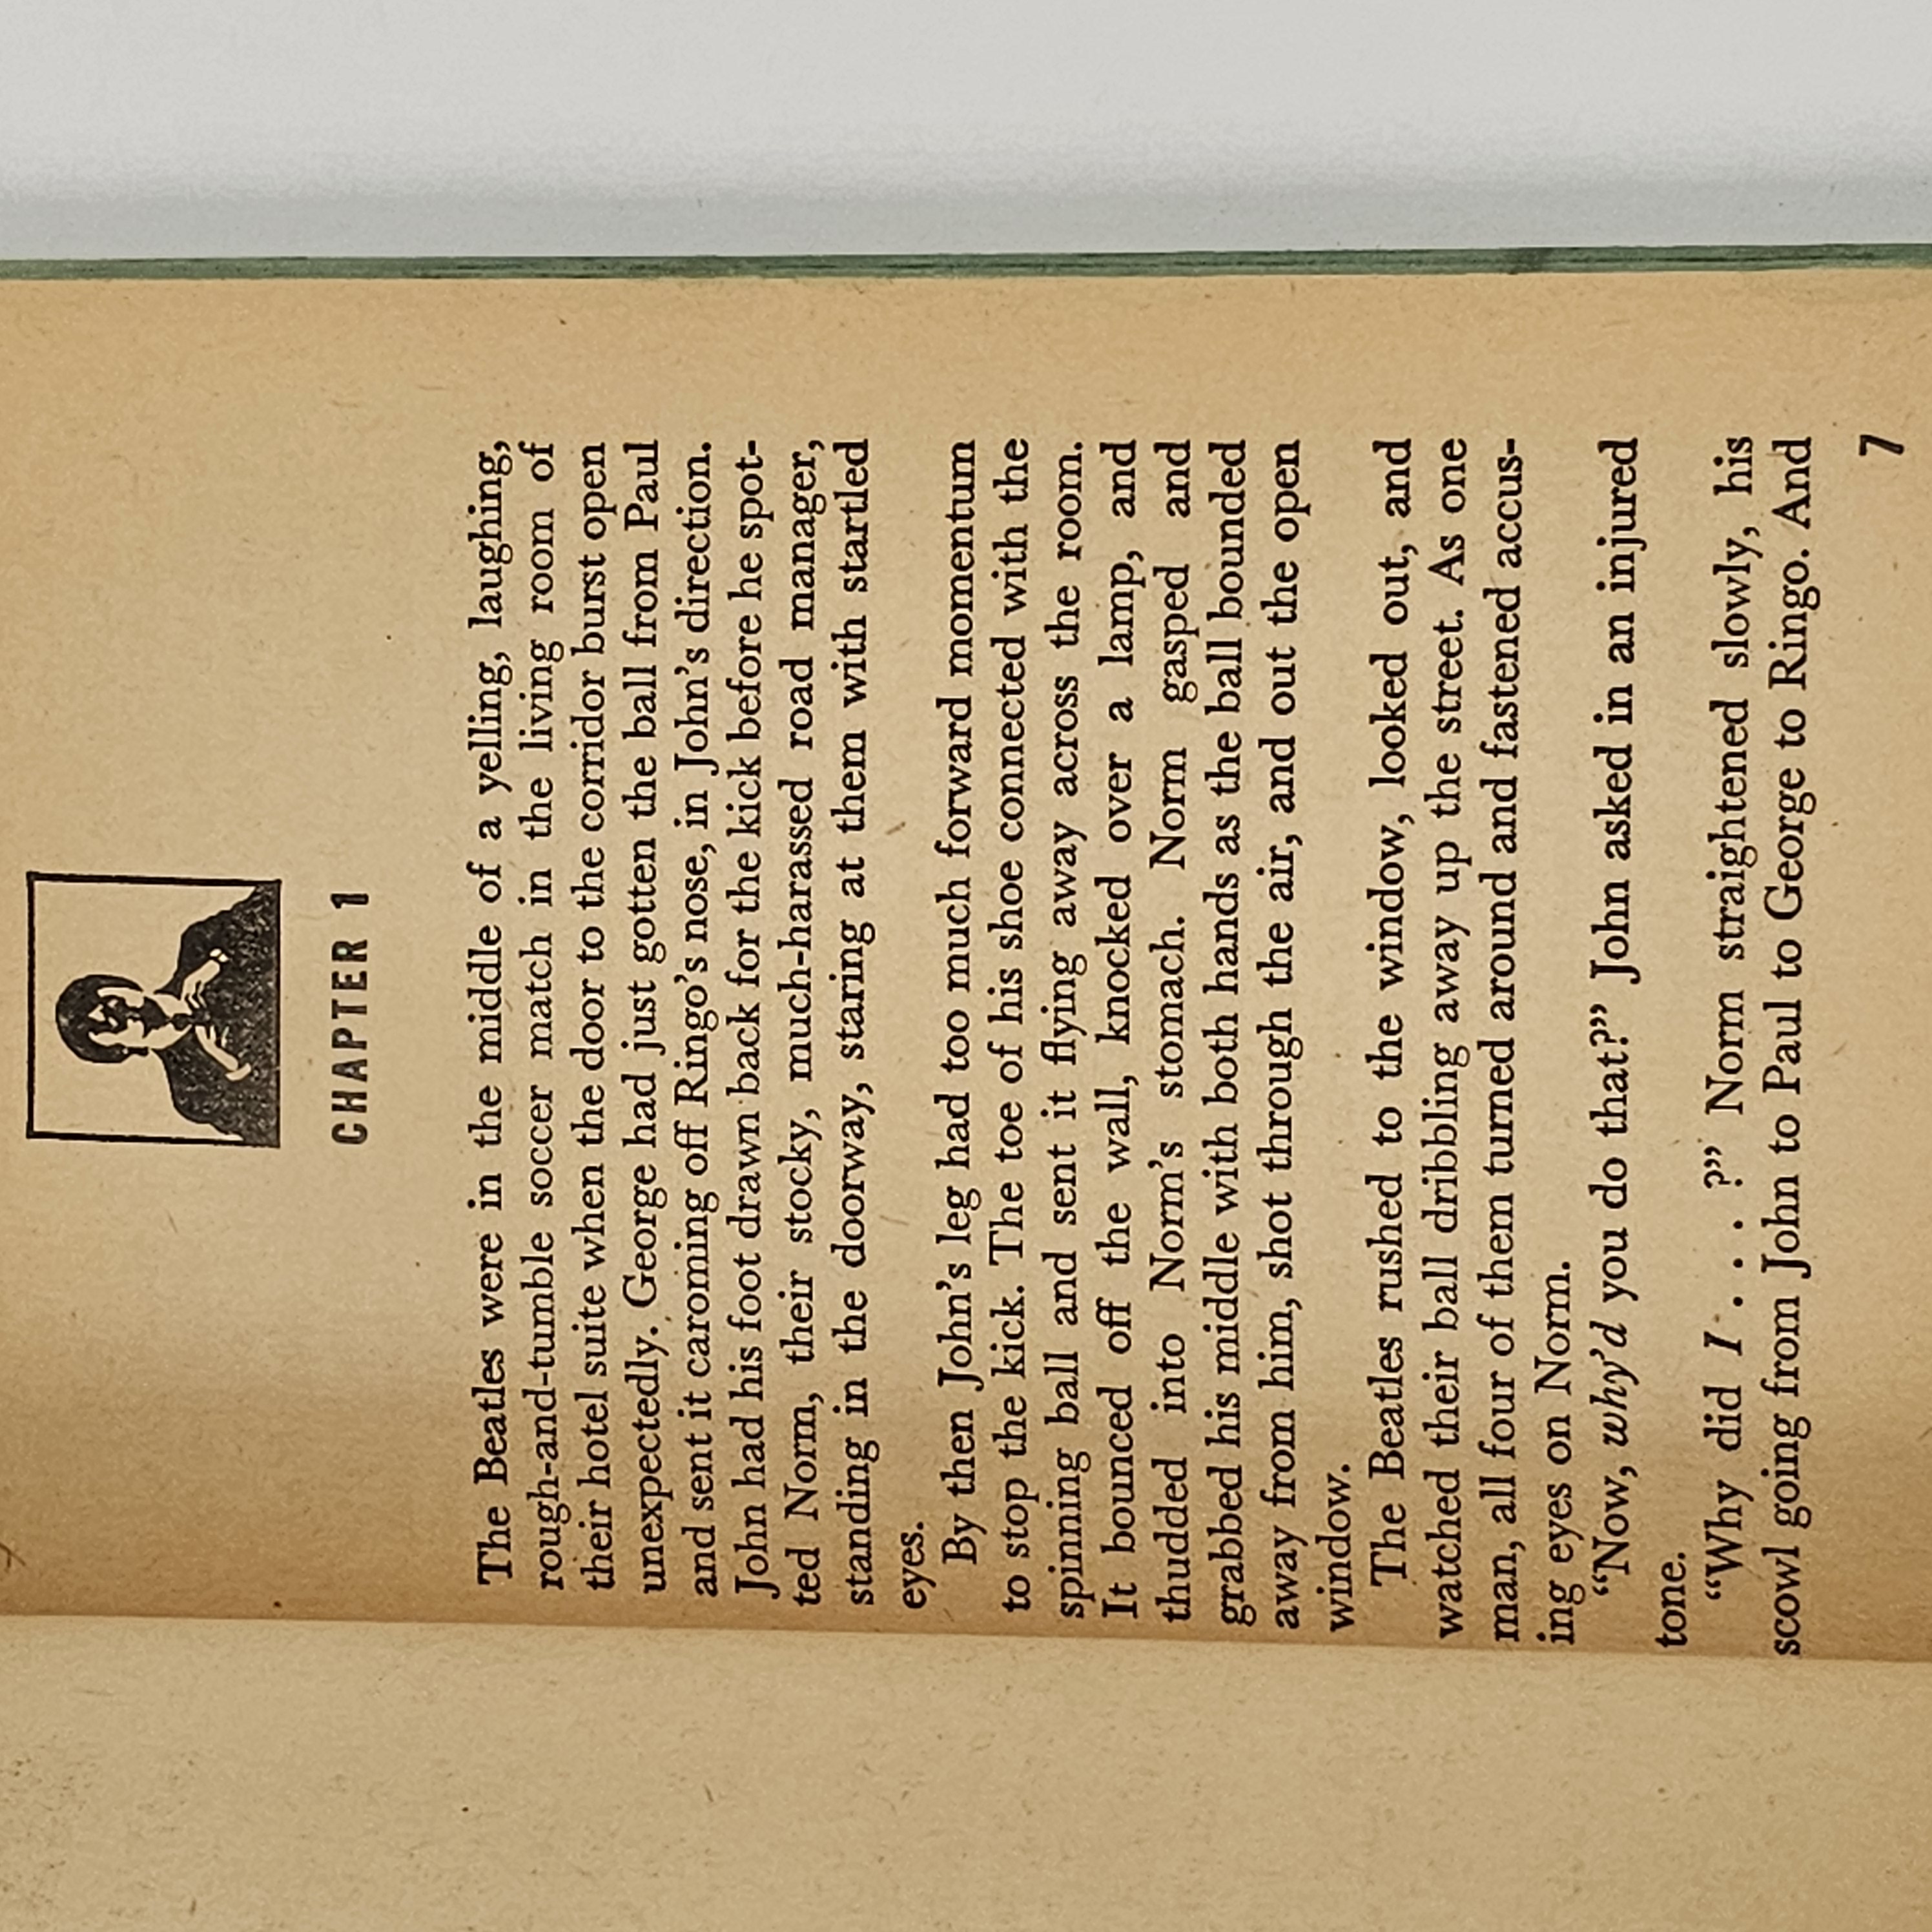 CHAPTER 1
The Beatles were in the middle of a yelling, laughing,
rough-and-tumble soccer match in the living room of
their hotel suite when the door to the corridor burst open
unexpectedly. George had just gotten the ball from Paul
and sent it caroming off Ringo’s nose, in John’s direction.
John had his foot drawn back for the kick before he spot-
ted Norm, their stocky, much-harassed road manager,
standing in the doorway, staring at them with startled
eyes.
By then John’s leg had too much forward momentum
to stop the kick. The toe of his shoe connected with the
spinning ball and sent it flying away across the room.
It bounced off the wall, knocked over a lamp, and
thudded into Norm’s stomach. Norm gasped and
grabbed his middle with both hands as the ball bounded
away from him, shot through the air, and out the open
window.
The Beatles rushed to the window, looked out, and
watched their ball dribbling away up the street. As one
man, all four of them turned around and fastened accus-
ing eyes on Norm.
“Now, why’d you do that?” John asked in an injured
tone.
“Why did I . . . ?” Norm straightened slowly, his
scowl going from John to Paul to George to Ringo. And
7